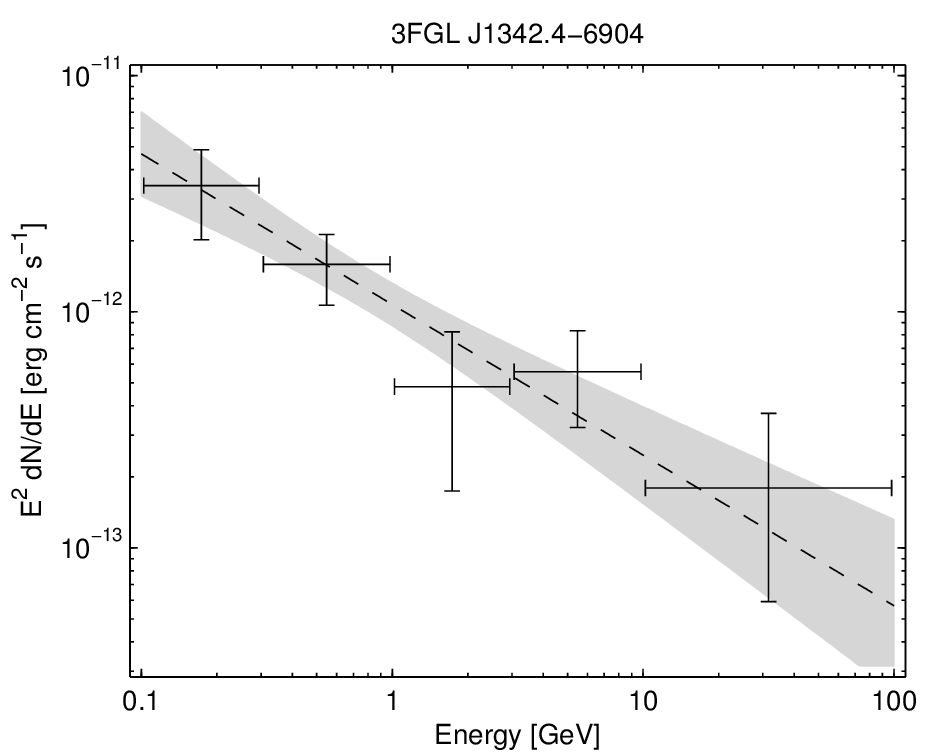 3FGL J1342.4−6904
E² dN/dE [erg cm⁻² s⁻¹]
10⁻¹¹
10⁻¹²
10⁻¹³
0.1 1 10 100
Energy [GeV]